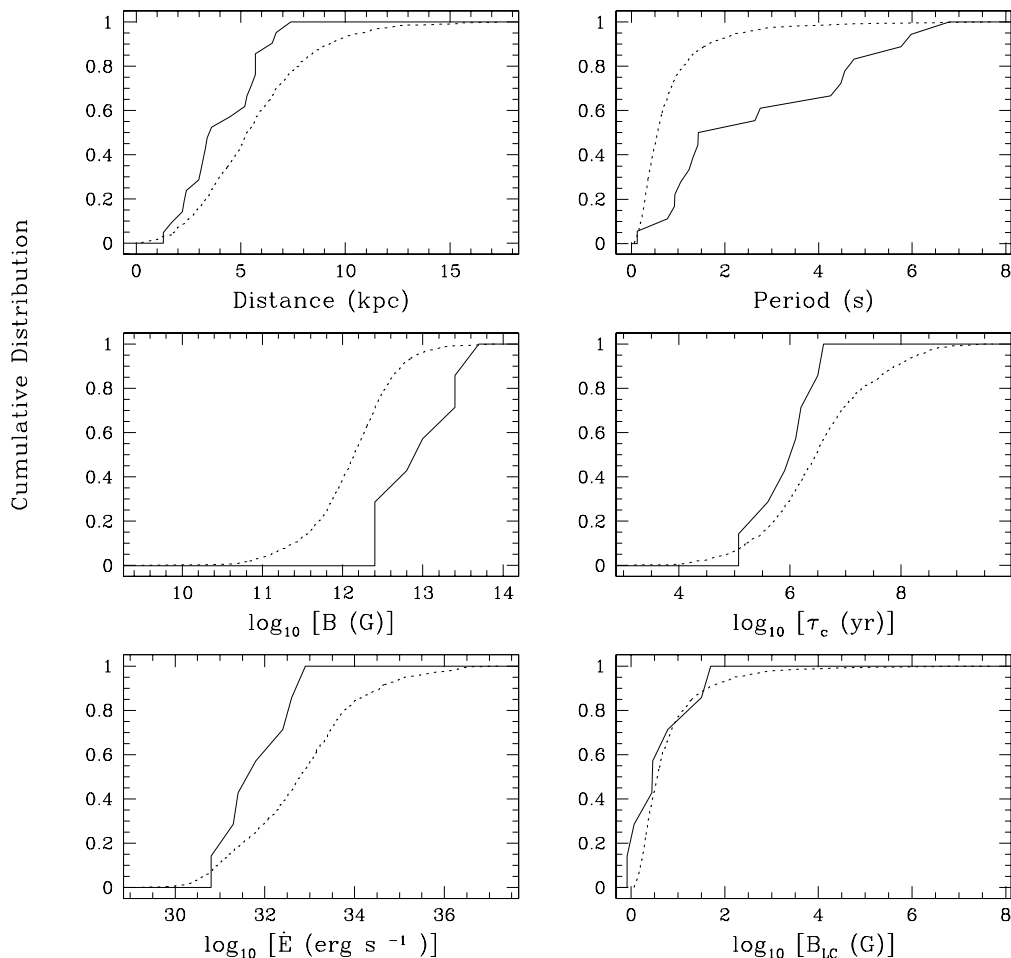 Cumulative Distribution
1
0.8
0.6
0.4
0.2
0
0 5 10 15
Distance (kpc)
1
0.8
0.6
0.4
0.2
0
0 2 4 6 8
Period (s)
1
0.8
0.6
0.4
0.2
0
10 11 12 13 14
log₁₀ [B (G)]
1
0.8
0.6
0.4
0.2
0
4 6 8
log₁₀ [τ_c (yr)]
1
0.8
0.6
0.4
0.2
0
30 32 34 36
log₁₀ [Ė (erg s⁻¹)]
1
0.8
0.6
0.4
0.2
0
0 2 4 6 8
log₁₀ [B_LC (G)]